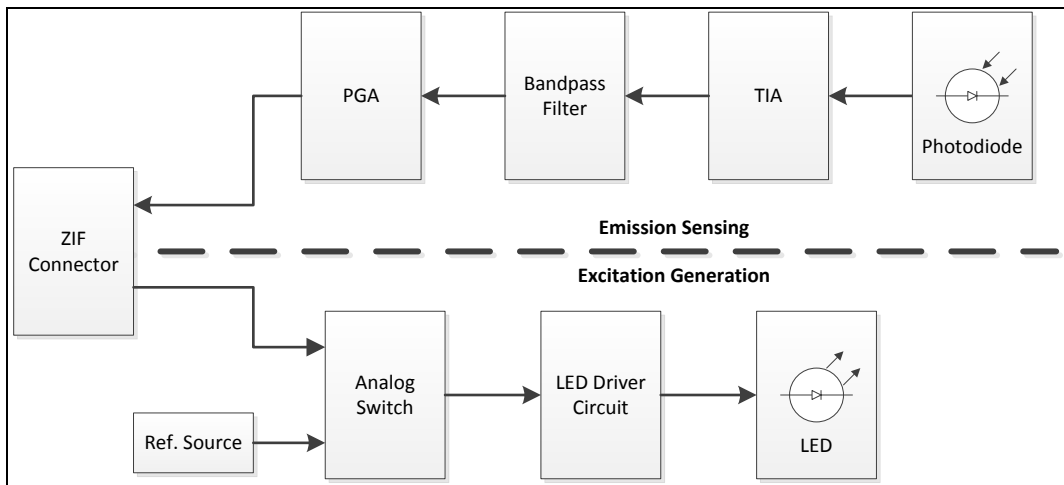 PGA
Bandpass
Filter
TIA
Photodiode
ZIF
Connector
Emission Sensing
Excitation Generation
Analog
Switch
LED Driver
Circuit
LED
Ref. Source